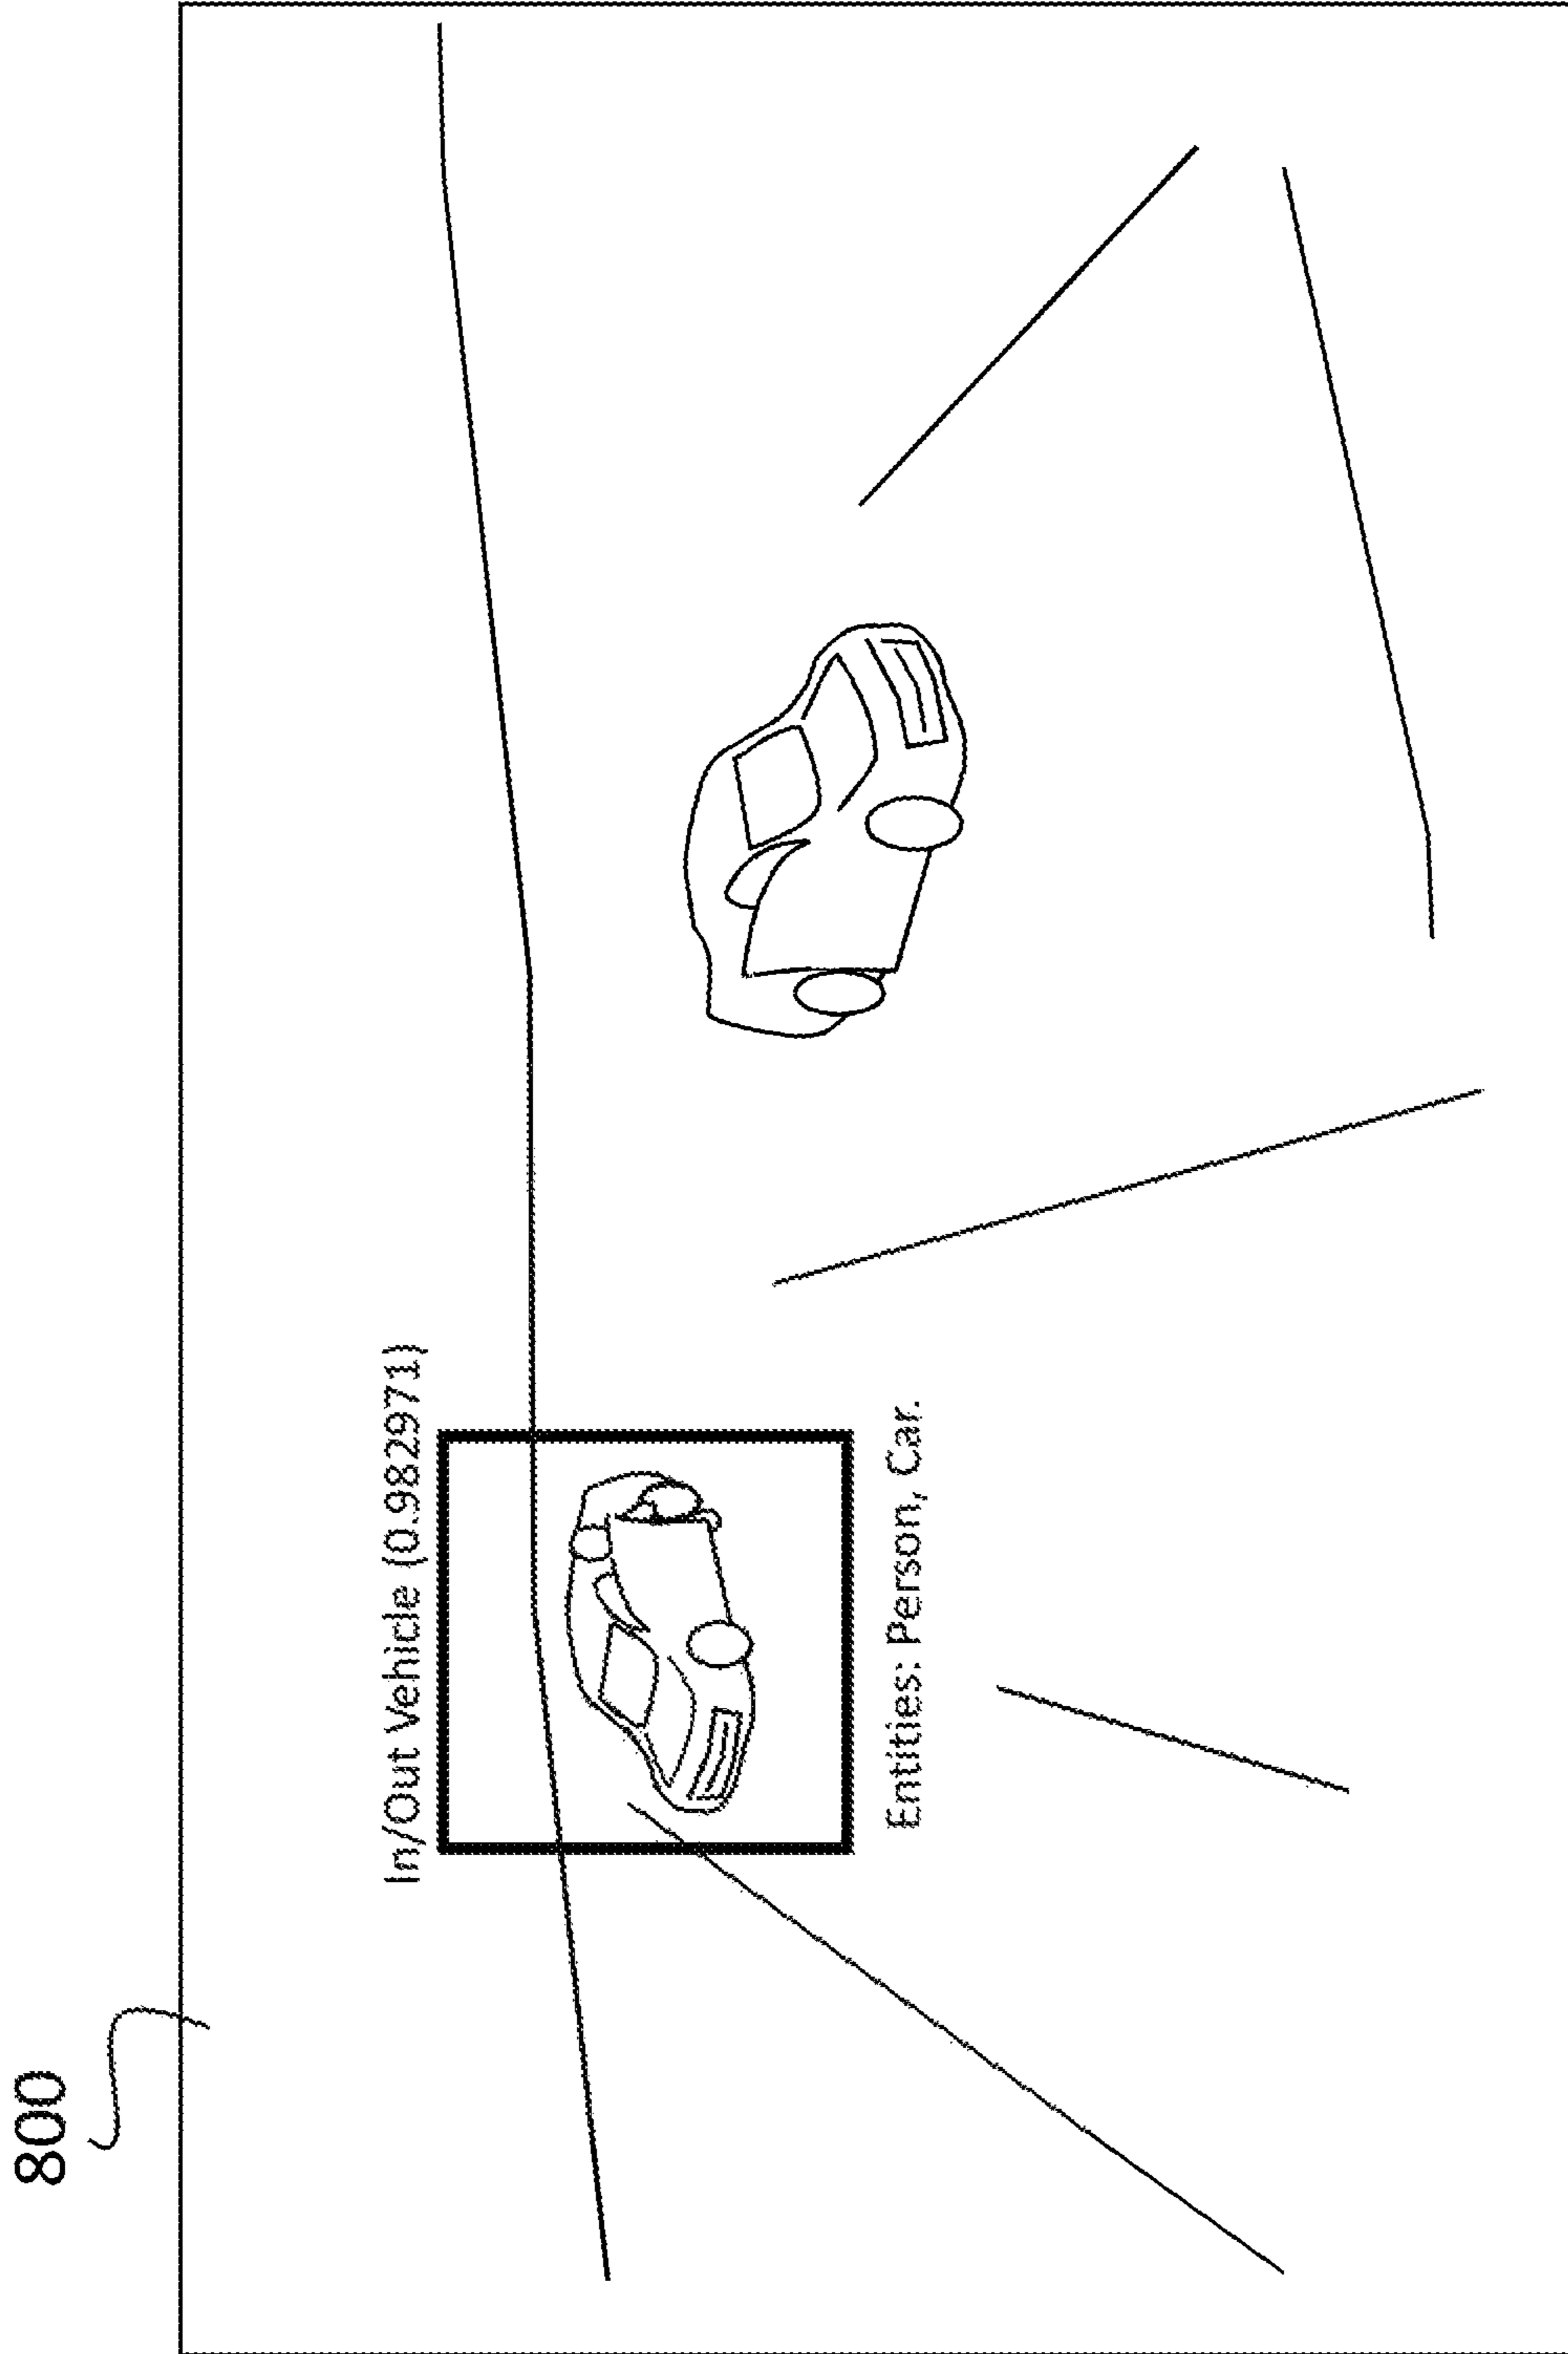 800
In/Out Vehicle (0.982971)
Entities: Person, Car.